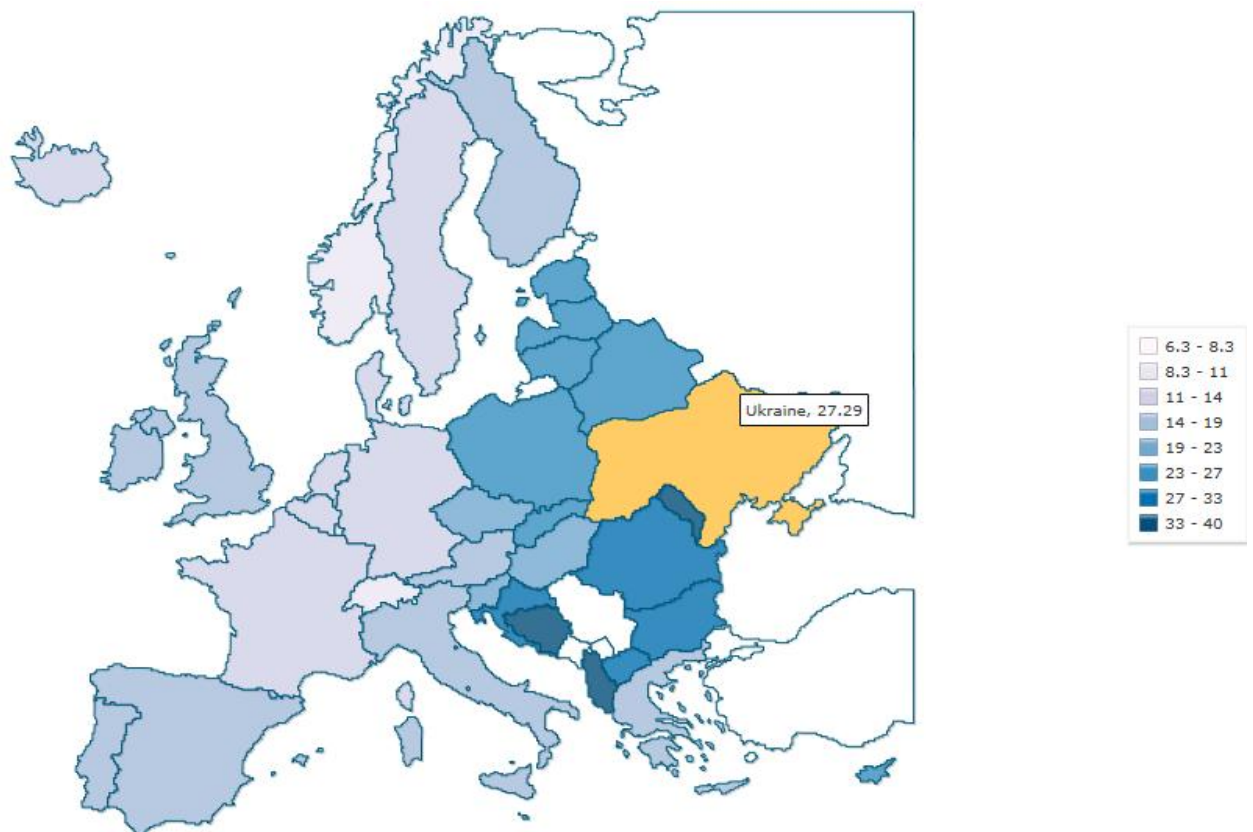 Ukraine, 27.29
6.3 - 8.3
8.3 - 11
11 - 14
14 - 19
19 - 23
23 - 27
27 - 33
33 - 40